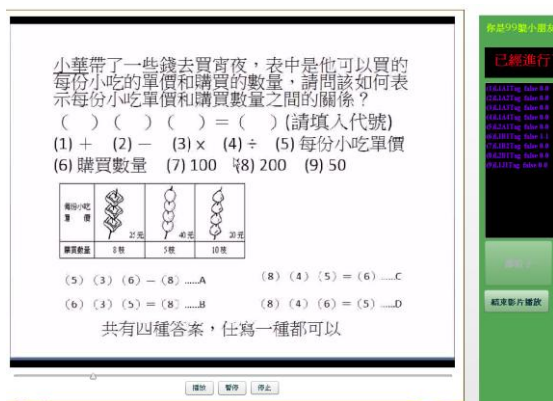 小華帶了一些錢去買宵夜，表中是他可以買的
每份小吃的單價和購買的數量，請問該如何表
示每份小吃單價和購買數量之間的關係？
（　）（　）（　）＝（　）(請填入代號)
(1) + (2) － (3) x (4) ÷ (5) 每份小吃單價
(6) 購買數量 (7) 100 (8) 200 (9) 50
每份小吃
單價
25元 40元 20元
購買數量 8枝 5枝 10枝
(5) (3) (6) = (8) ......A
(8) (4) (5) = (6) ......C
(6) (3) (5) = (8) ......B
(8) (4) (6) = (5) ......D
共有四種答案，任寫一種都可以
播放 暫停 停止
你是99號小朋友
已經進行
結束影片播放